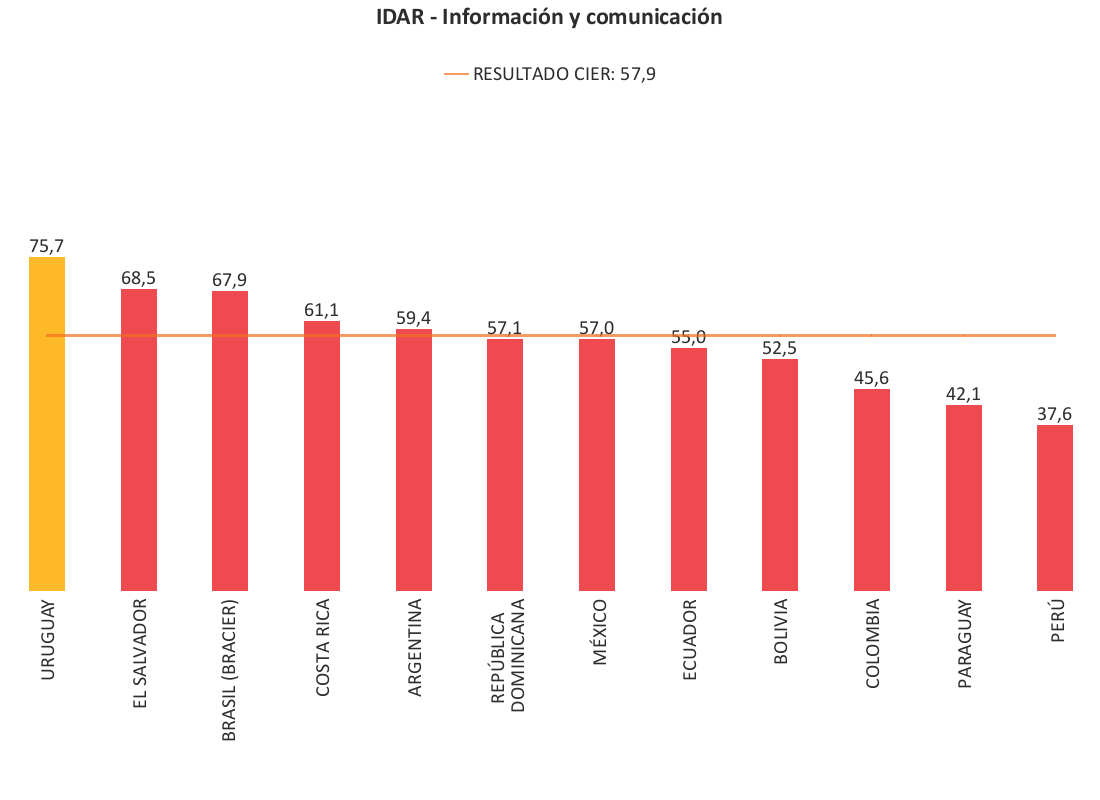 IDAR - Información y comunicación
RESULTADO CIER: 57,9
75,7
68,5
67,9
61,1
59,4
57,1
57,0
55,0
52,5
45,6
42,1
37,6
URUGUAY
EL SALVADOR
BRASIL (BRACIER)
COSTA RICA
ARGENTINA
REPÚBLICA
DOMINICANA
MÉXICO
ECUADOR
BOLIVIA
COLOMBIA
PARAGUAY
PERÚ